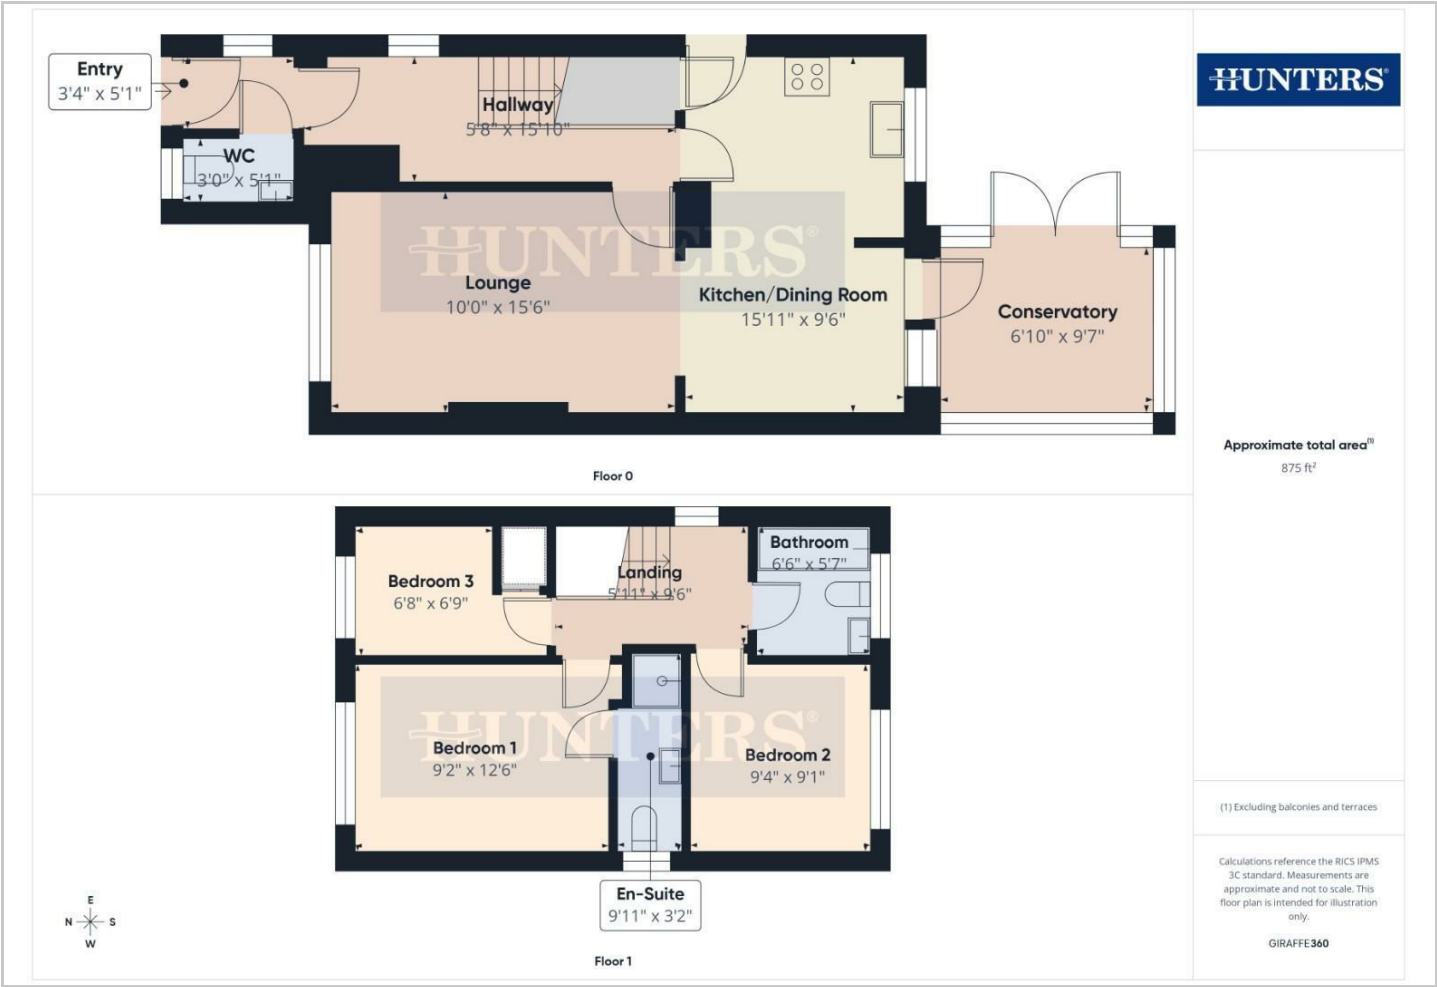 Entry
3'4" x 5'1"
Hallway
5'8" x 15'10"
WC
3'0" x 5'1"
HUNTERS®
Lounge
10'0" x 15'6"
Kitchen/Dining Room
15'11" x 9'6"
Conservatory
6'10" x 9'7"
Floor 0
Bedroom 3
6'8" x 6'9"
Landing
5'11" x 9'6"
Bathroom
6'6" x 5'7"
HUNTERS®
Bedroom 1
9'2" x 12'6"
Bedroom 2
9'4" x 9'1"
En-Suite
9'11" x 3'2"
Floor 1
E
N S
W
HUNTERS®
Approximate total area(1)
875 ft²
(1) Excluding balconies and terraces
Calculations reference the RICS IPMS
3C standard. Measurements are
approximate and not to scale. This
floor plan is intended for illustration
only.
GIRAFFE360